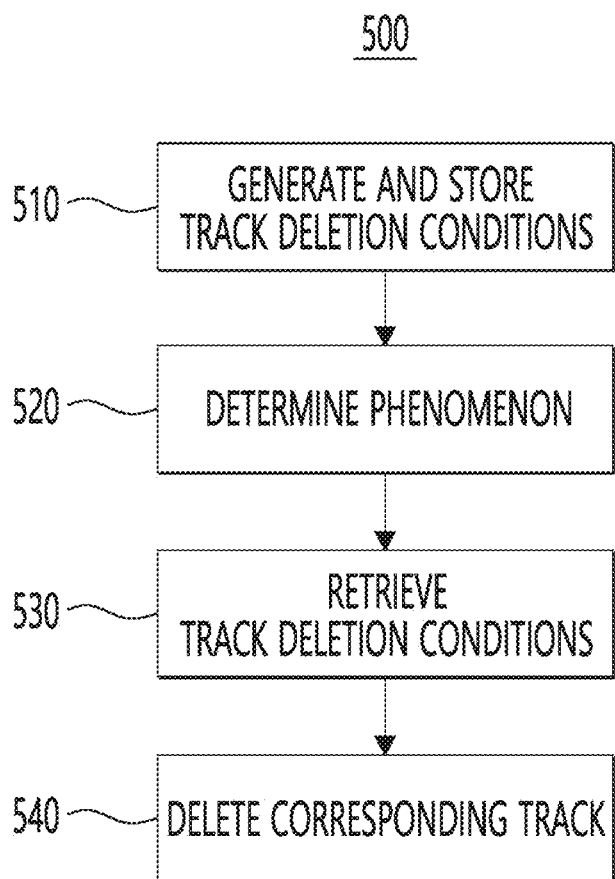 500
510
GENERATE AND STORE
TRACK DELETION CONDITIONS
520
DETERMINE PHENOMENON
530
RETRIEVE
TRACK DELETION CONDITIONS
540
DELETE CORRESPONDING TRACK